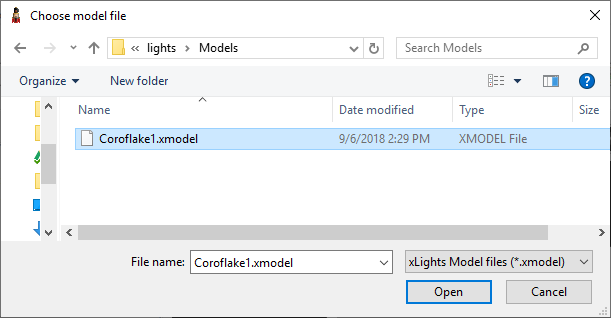 Choose model file
« lights > Models
Search Models
Organize
New folder
?
Name
Date modified
Type
Size
Coroflake1.xmodel
9/6/2018 2:29 PM
XMODEL File
File name:
Coroflake1.xmodel
xLights Model files (*.xmodel)
Open
Cancel